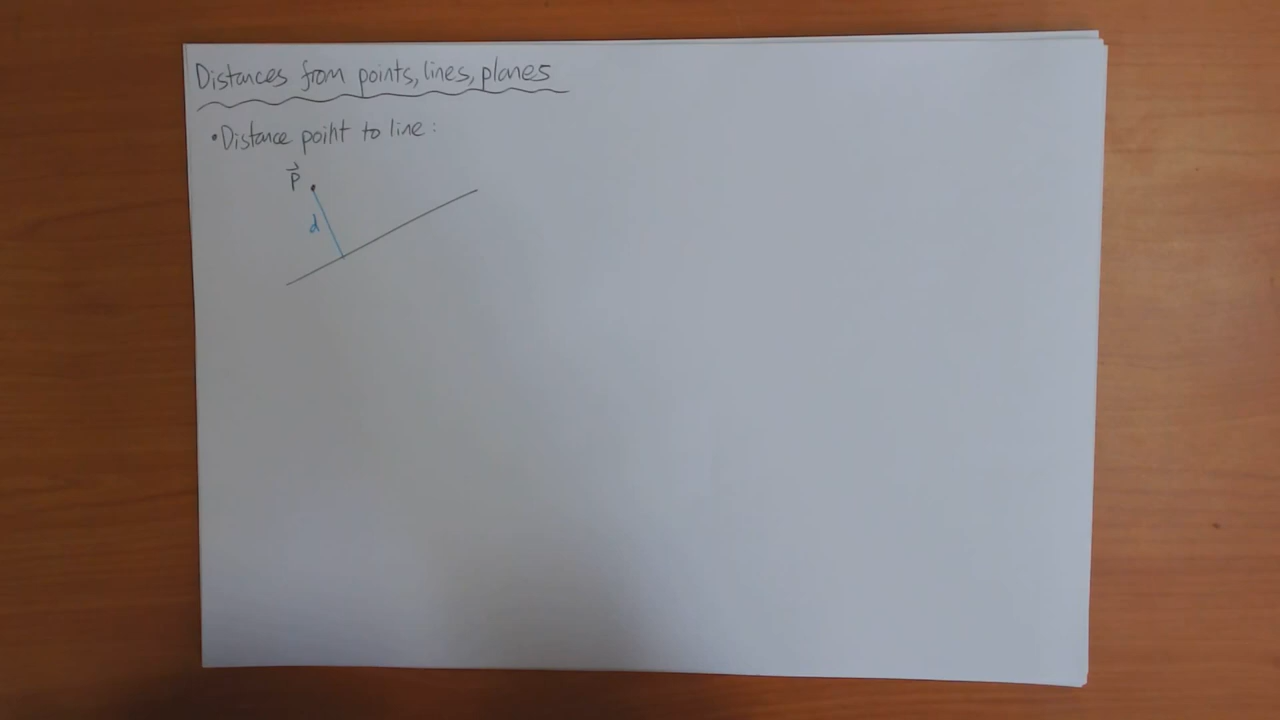 Distances from points, lines, planes
• Distance point to line:
p⃗
d